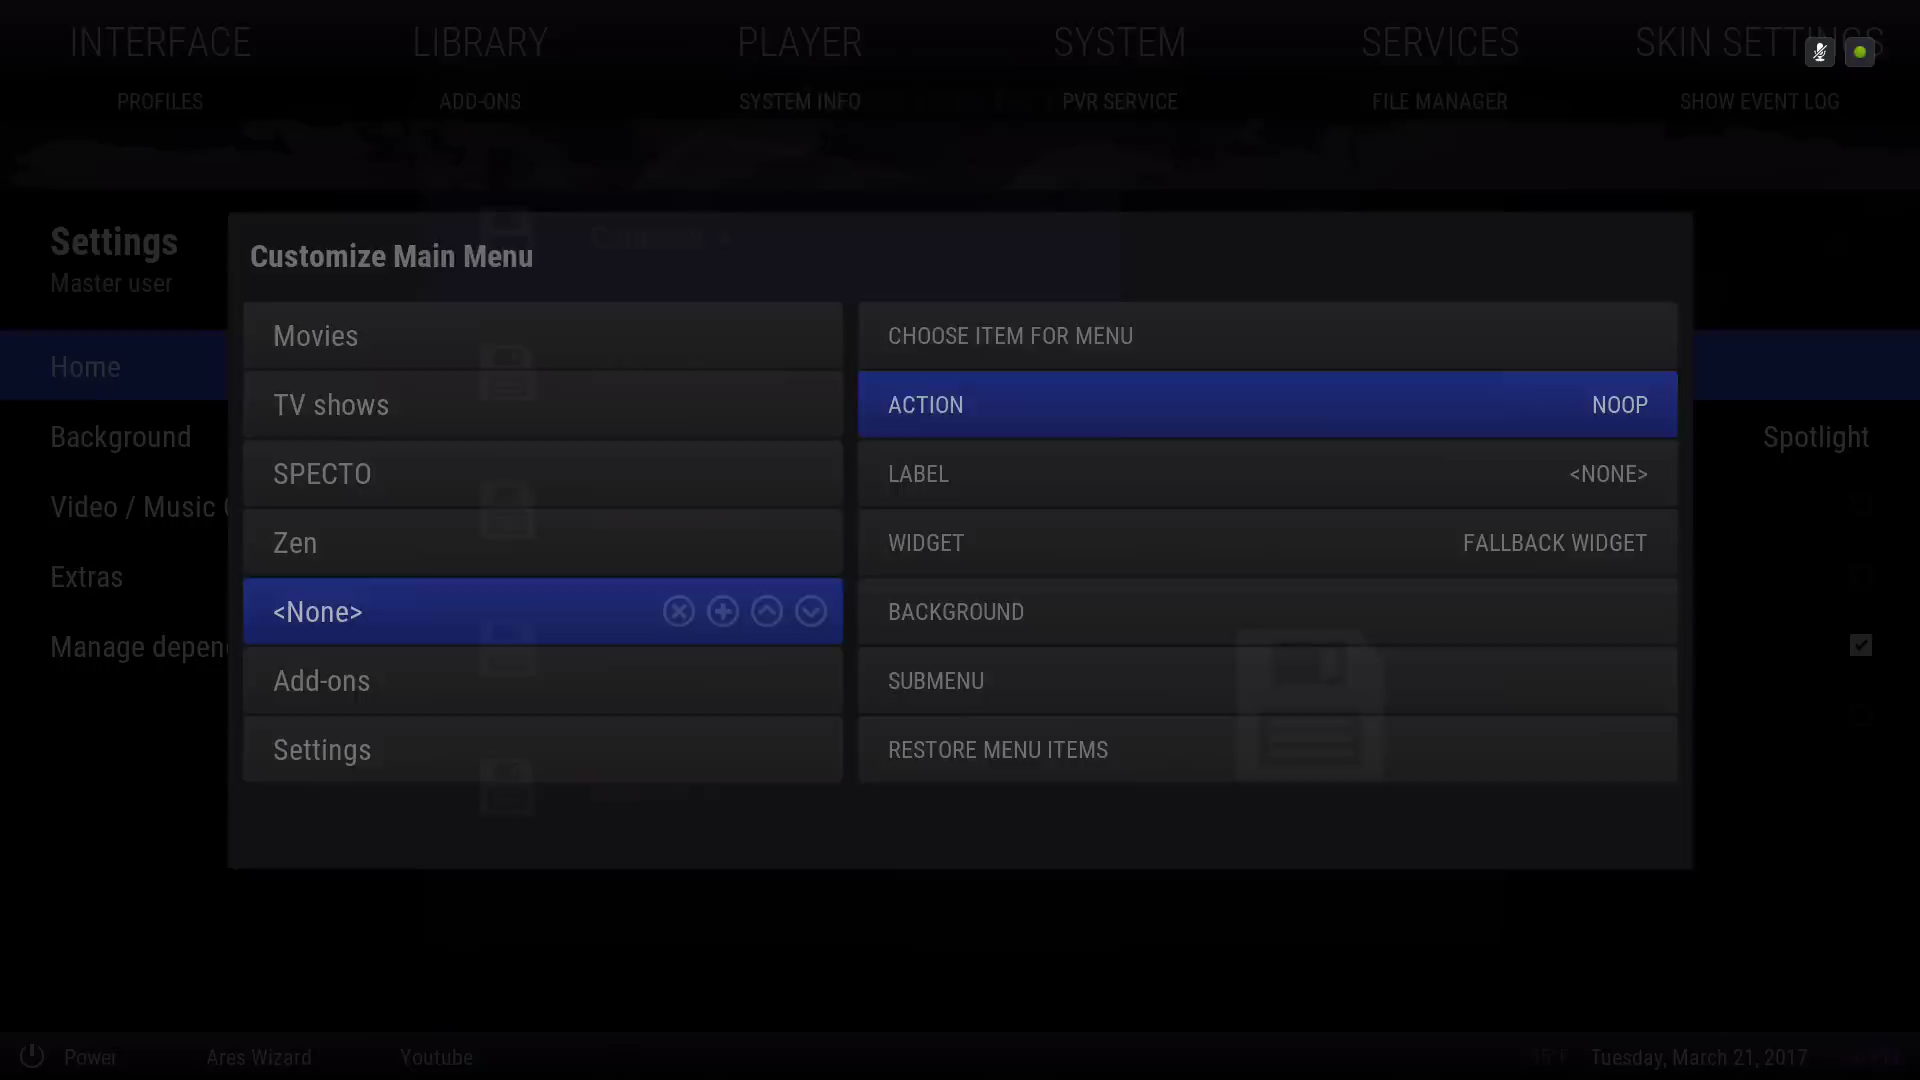 INTERFACE LIBRARY PLAYER SYSTEM SERVICES SKIN SETTINGS
PROFILES ADD-ONS SYSTEM INFO PVR SERVICE FILE MANAGER SHOW EVENT LOG
Settings
Master user
Home
Background
Spotlight
Video / Music
Extras
Manage
Customize Main Menu
Movies
TV shows
SPECTO
Zen
<None>
Add-ons
Settings
CHOOSE ITEM FOR MENU
ACTION NOOP
LABEL <NONE>
WIDGET FALLBACK WIDGET
BACKGROUND
SUBMENU
RESTORE MENU ITEMS
Power Ares Wizard Youtube Tuesday, March 21, 2017